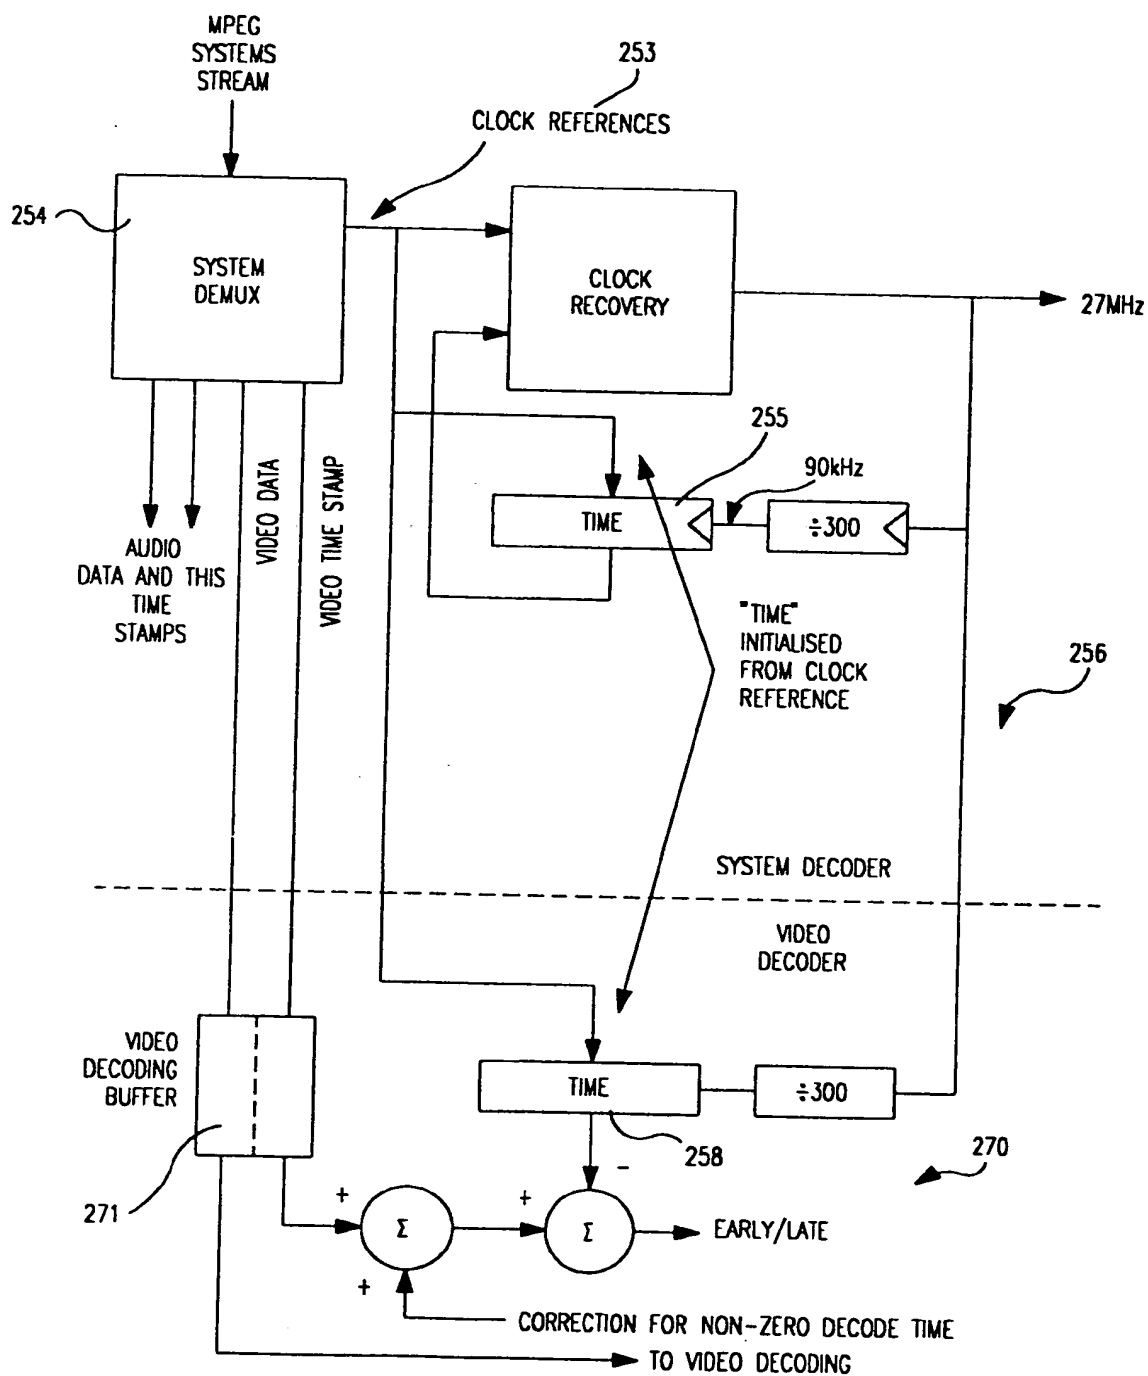 MPEG
SYSTEMS
STREAM
253
CLOCK REFERENCES
254
SYSTEM
DEMUX
CLOCK
RECOVERY
27MHz
255
90kHz
TIME
÷300
VIDEO DATA
VIDEO TIME STAMP
AUDIO
DATA AND THIS
TIME
STAMPS
"TIME"
INITIALISED
FROM CLOCK
REFERENCE
256
SYSTEM DECODER
VIDEO
DECODER
VIDEO
DECODING
BUFFER
TIME
÷300
258
270
271
+
Σ
+
+
-
Σ
EARLY/LATE
CORRECTION FOR NON-ZERO DECODE TIME
TO VIDEO DECODING